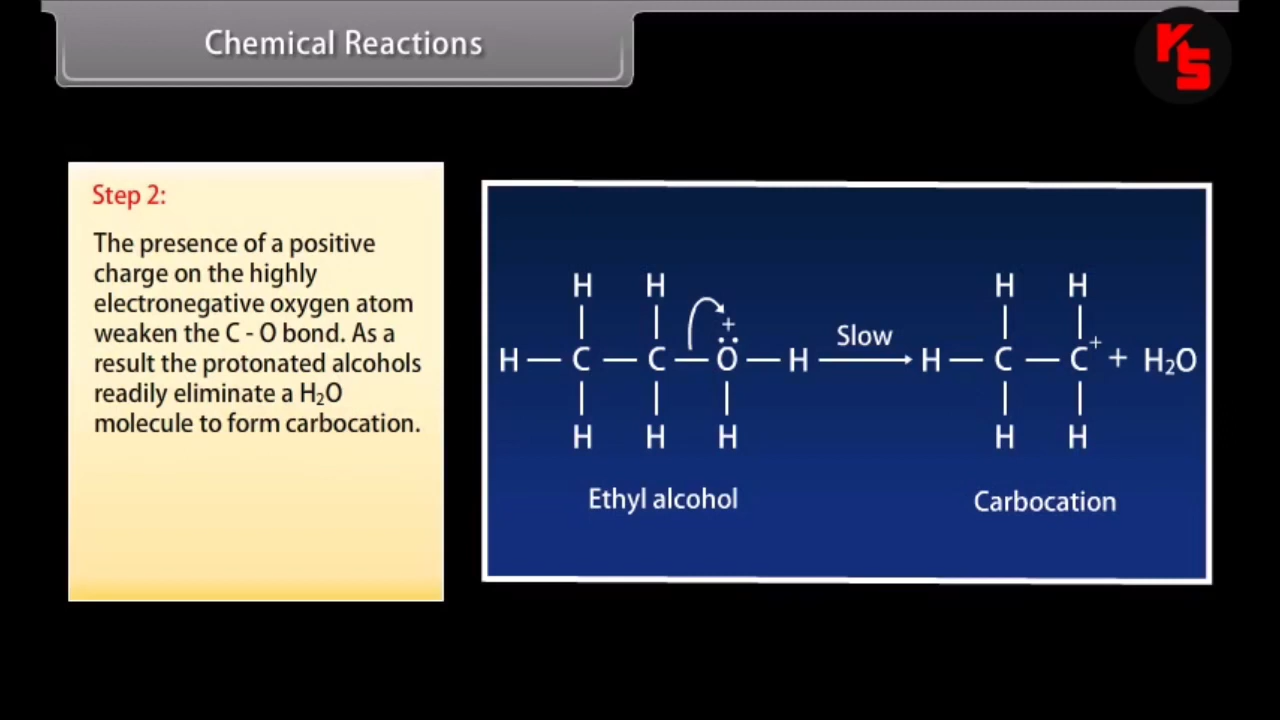 Chemical Reactions
KS
Step 2:
The presence of a positive
charge on the highly
electronegative oxygen atom
weaken the C - O bond. As a
result the protonated alcohols
readily eliminate a H₂O
molecule to form carbocation.
H H H H
+
H — C — C — Ö — H Slow H — C — C⁺ + H₂O
H H H H H
Ethyl alcohol Carbocation